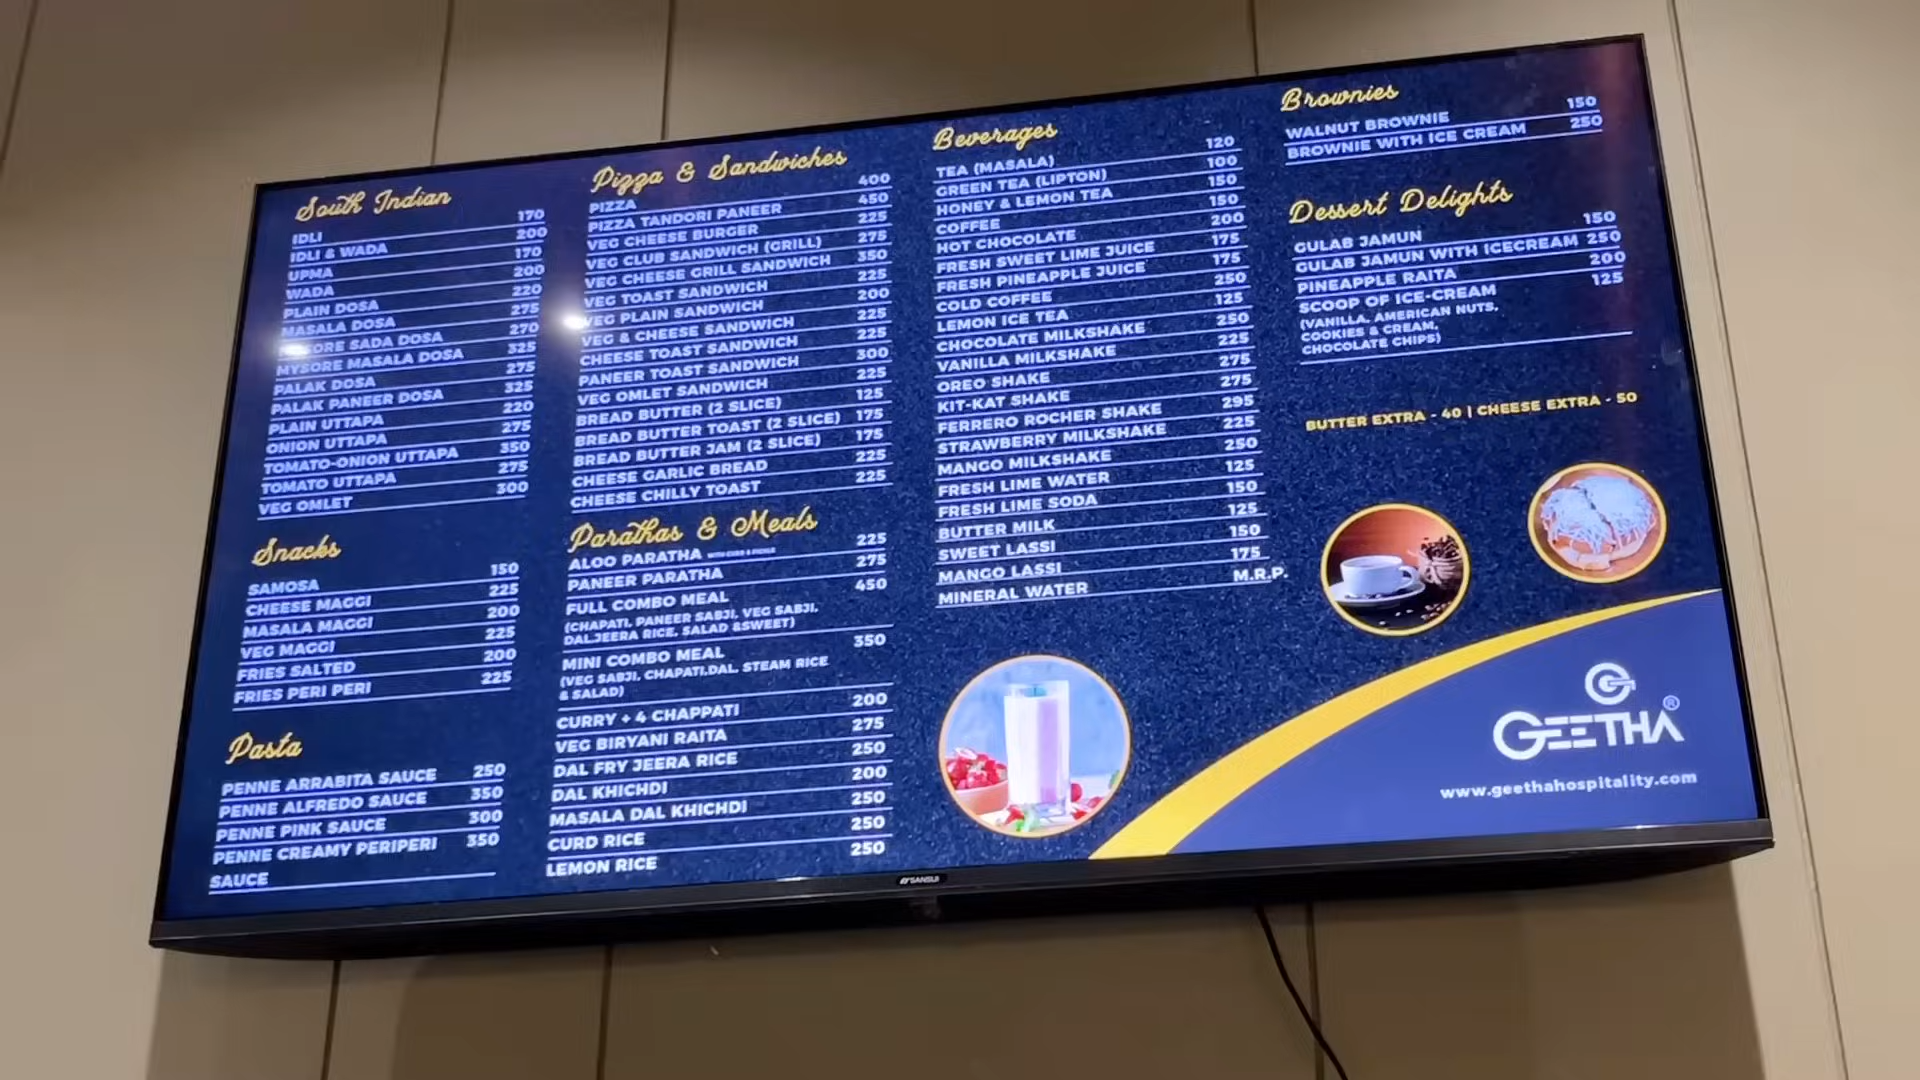 South Indian
IDLI 170
IDLI & WADA 200
UPMA 170
WADA 200
PLAIN DOSA 220
MASALA DOSA 275
MYSORE SADA DOSA 270
MYSORE MASALA DOSA 325
PALAK DOSA 275
PALAK PANEER DOSA 325
PLAIN UTTAPA 220
ONION UTTAPA 275
TOMATO-ONION UTTAPA 350
TOMATO UTTAPA 275
VEG OMLET 300
Snacks
SAMOSA 150
CHEESE MAGGI 225
MASALA MAGGI 200
VEG MAGGI 225
FRIES SALTED 200
FRIES PERI PERI 225
Pasta
PENNE ARRABITA SAUCE 250
PENNE ALFREDO SAUCE 350
PENNE PINK SAUCE 300
PENNE CREAMY PERIPERI 350
SAUCE
Pizza & Sandwiches
PIZZA 400
PIZZA TANDORI PANEER 450
VEG CHEESE BURGER 225
VEG CLUB SANDWICH (GRILL) 275
VEG CHEESE GRILL SANDWICH 350
VEG TOAST SANDWICH 225
VEG PLAIN SANDWICH 200
VEG & CHEESE SANDWICH 225
CHEESE TOAST SANDWICH 225
PANEER TOAST SANDWICH 300
VEG OMLET SANDWICH 225
BREAD BUTTER (2 SLICE) 125
BREAD BUTTER TOAST (2 SLICE) 175
BREAD BUTTER JAM (2 SLICE) 175
CHEESE GARLIC BREAD 225
CHEESE CHILLY TOAST 225
Parathas & Meals
ALOO PARATHA WITH CURD & PICKLE 225
PANEER PARATHA 275
FULL COMBO MEAL 450
(CHAPATI, PANEER SABJI, VEG SABJI,
DAL,JEERA RICE, SALAD &SWEET)
MINI COMBO MEAL 350
(VEG SABJI, CHAPATI,DAL, STEAM RICE
& SALAD)
CURRY + 4 CHAPPATI 200
VEG BIRYANI RAITA 275
DAL FRY JEERA RICE 250
DAL KHICHDI 200
MASALA DAL KHICHDI 250
CURD RICE 250
LEMON RICE 250
Beverages
TEA (MASALA) 120
GREEN TEA (LIPTON) 100
HONEY & LEMON TEA 150
COFFEE 150
HOT CHOCOLATE 200
FRESH SWEET LIME JUICE 175
FRESH PINEAPPLE JUICE 175
COLD COFFEE 250
LEMON ICE TEA 125
CHOCOLATE MILKSHAKE 250
VANILLA MILKSHAKE 225
OREO SHAKE 275
KIT-KAT SHAKE 275
FERRERO ROCHER SHAKE 295
STRAWBERRY MILKSHAKE 225
MANGO MILKSHAKE 250
FRESH LIME WATER 125
FRESH LIME SODA 150
BUTTER MILK 125
SWEET LASSI 150
MANGO LASSI 175
MINERAL WATER M.R.P.
Brownies
WALNUT BROWNIE 150
BROWNIE WITH ICE CREAM 250
Dessert Delights
GULAB JAMUN 150
GULAB JAMUN WITH ICECREAM 250
PINEAPPLE RAITA 200
SCOOP OF ICE-CREAM 125
(VANILLA, AMERICAN NUTS,
COOKIES & CREAM,
CHOCOLATE CHIPS)
BUTTER EXTRA - 40 | CHEESE EXTRA - 50
GEETHA®
www.geethahospitality.com
SANSUI